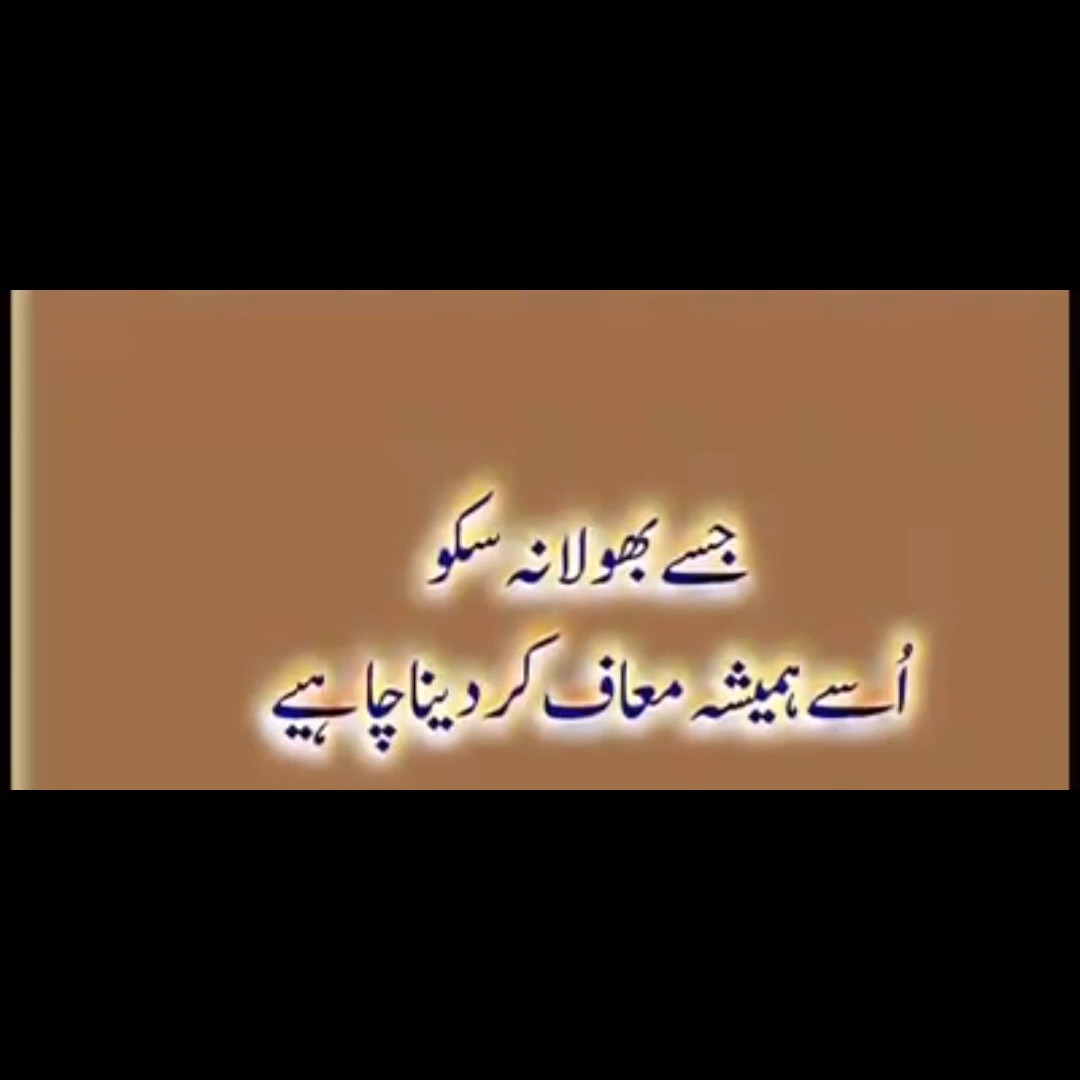 جسے بھولا نہ سکو
اُسے ہمیشہ معاف کر دینا چاہیے